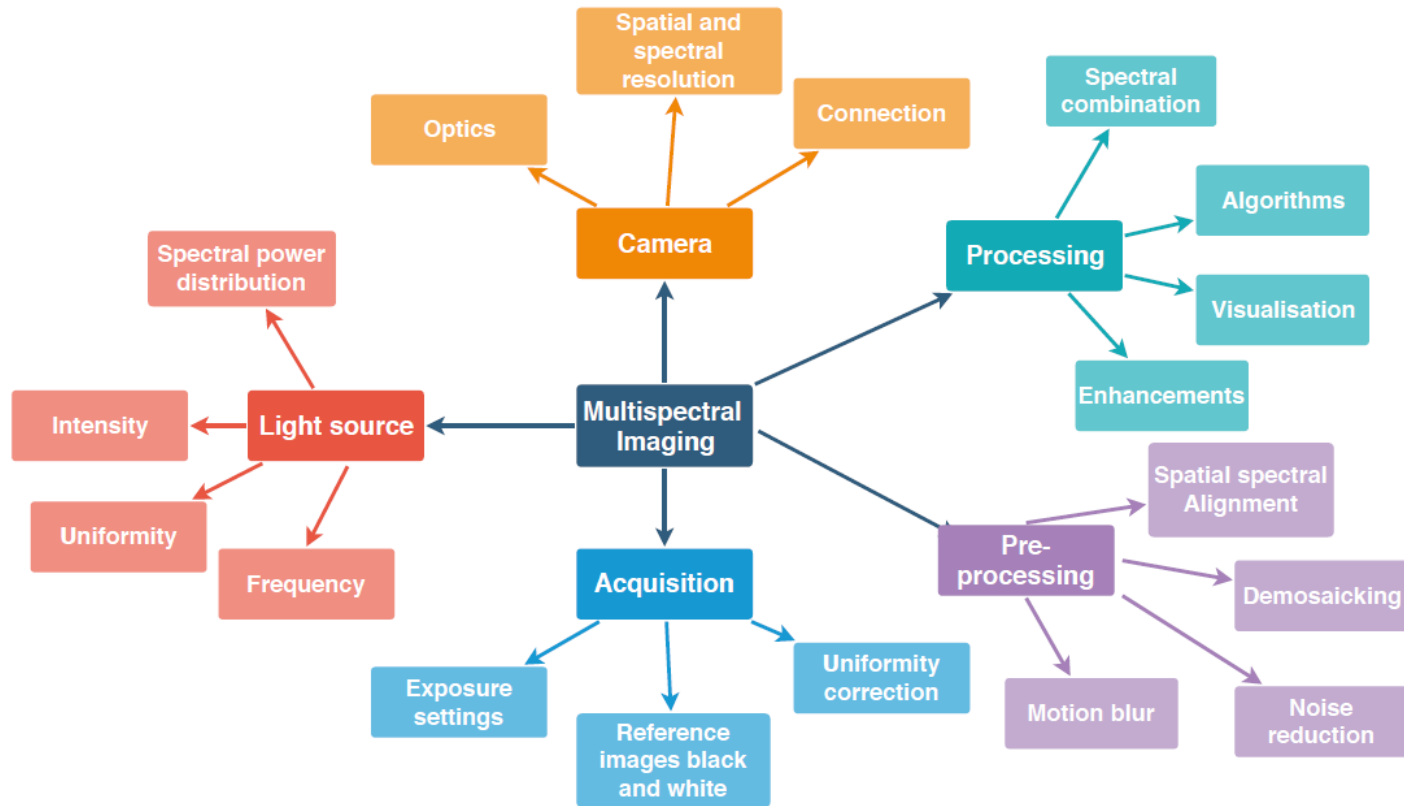 Spatial and
spectral
resolution
Optics
Connection
Camera
Spectral
combination
Algorithms
Processing
Visualisation
Enhancements
Spectral power
distribution
Intensity
Light source
Uniformity
Frequency
Multispectral
Imaging
Acquisition
Exposure
settings
Reference
images black
and white
Uniformity
correction
Spatial spectral
Alignment
Pre-
processing
Demosaicking
Motion blur
Noise
reduction